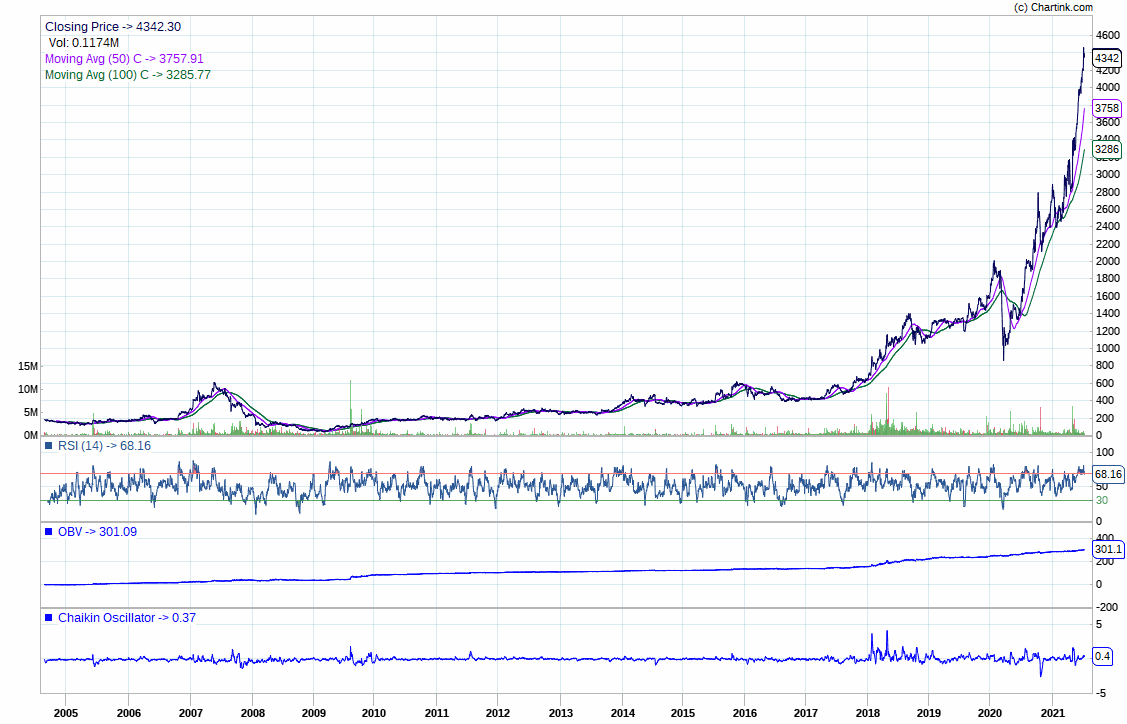 (c) Chartink.com
Closing Price -> 4342.30
Vol: 0.1174M
Moving Avg (50) C -> 3757.91
Moving Avg (100) C -> 3285.77
4600
4342
4200
4000
3758
3600
3400
3286
3200
3000
2800
2600
2400
2200
2000
1800
1600
1400
1200
1000
800
600
400
200
0
15M
10M
5M
0M
RSI (14) -> 68.16
100
68.16
50
30
0
OBV -> 301.09
400
301.1
200
0
-200
Chaikin Oscillator -> 0.37
5
0.4
-5
2005 2006 2007 2008 2009 2010 2011 2012 2013 2014 2015 2016 2017 2018 2019 2020 2021